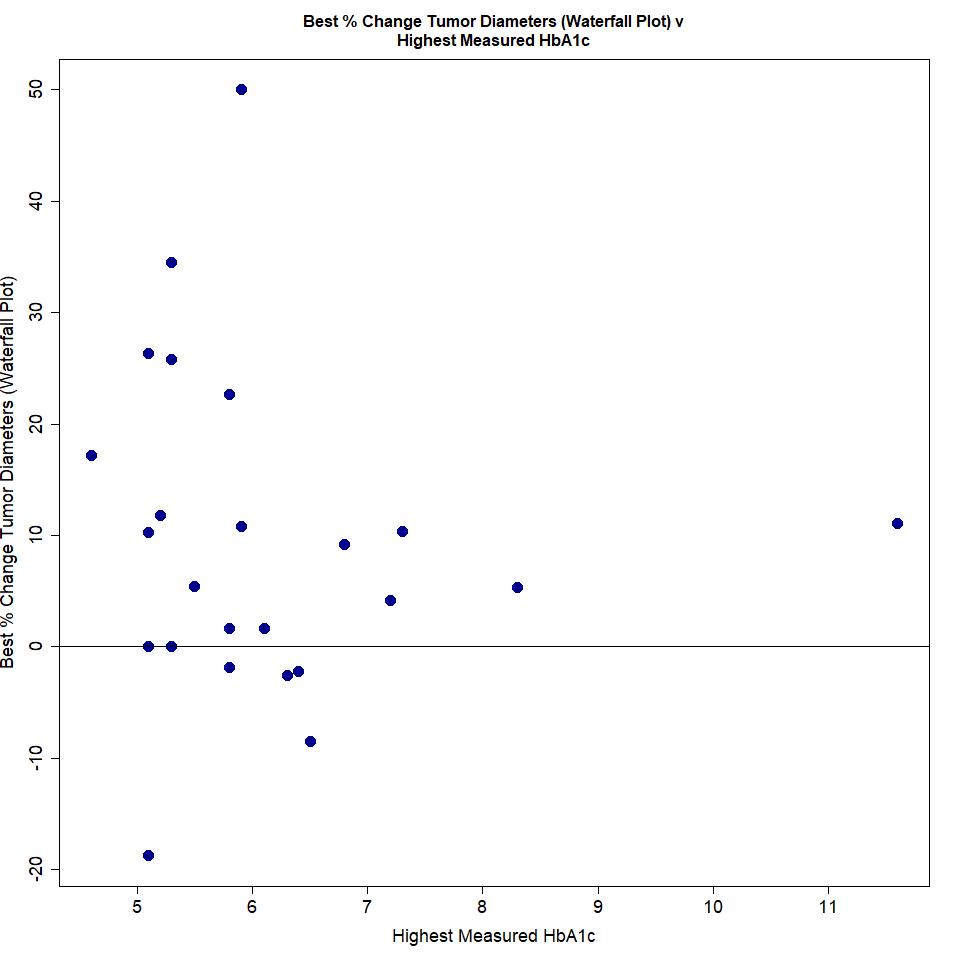 Best % Change Tumor Diameters (Waterfall Plot) v
Highest Measured HbA1c
50
40
30
20
10
0
-10
-20
Best % Change Tumor Diameters (Waterfall Plot)
5 6 7 8 9 10 11
Highest Measured HbA1c